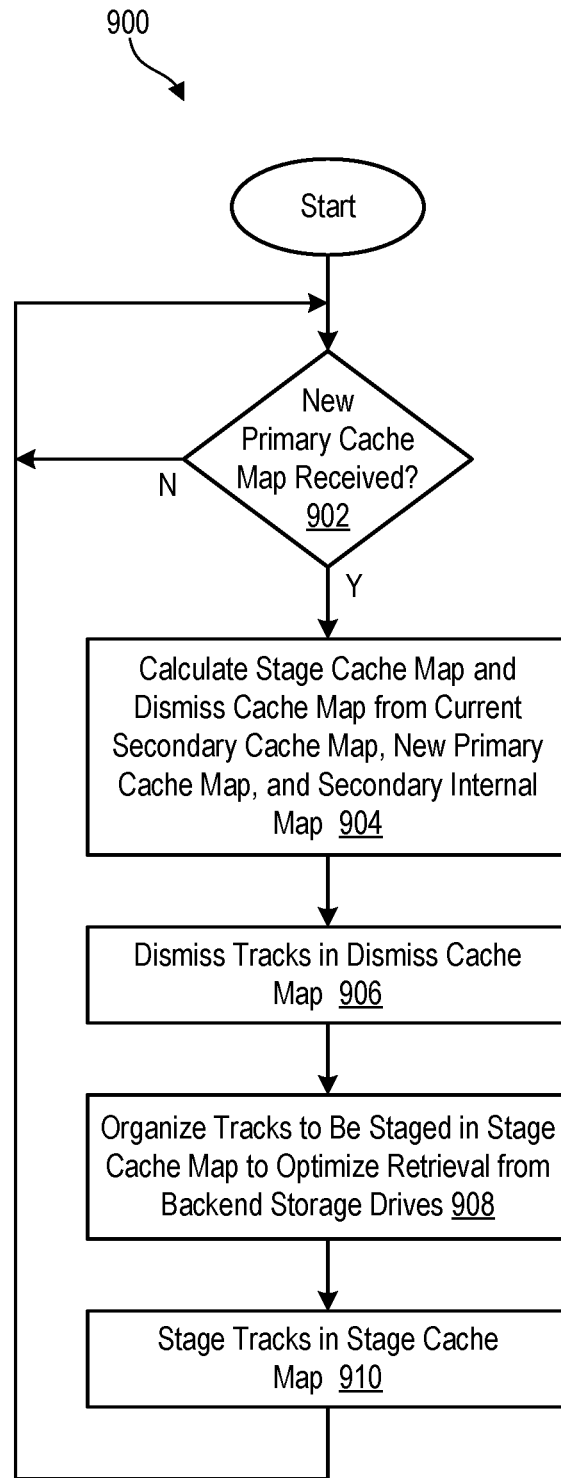 900
Start
New
Primary Cache
Map Received?
902
N
Y
Calculate Stage Cache Map and
Dismiss Cache Map from Current
Secondary Cache Map, New Primary
Cache Map, and Secondary Internal
Map 904
Dismiss Tracks in Dismiss Cache
Map 906
Organize Tracks to Be Staged in Stage
Cache Map to Optimize Retrieval from
Backend Storage Drives 908
Stage Tracks in Stage Cache
Map 910